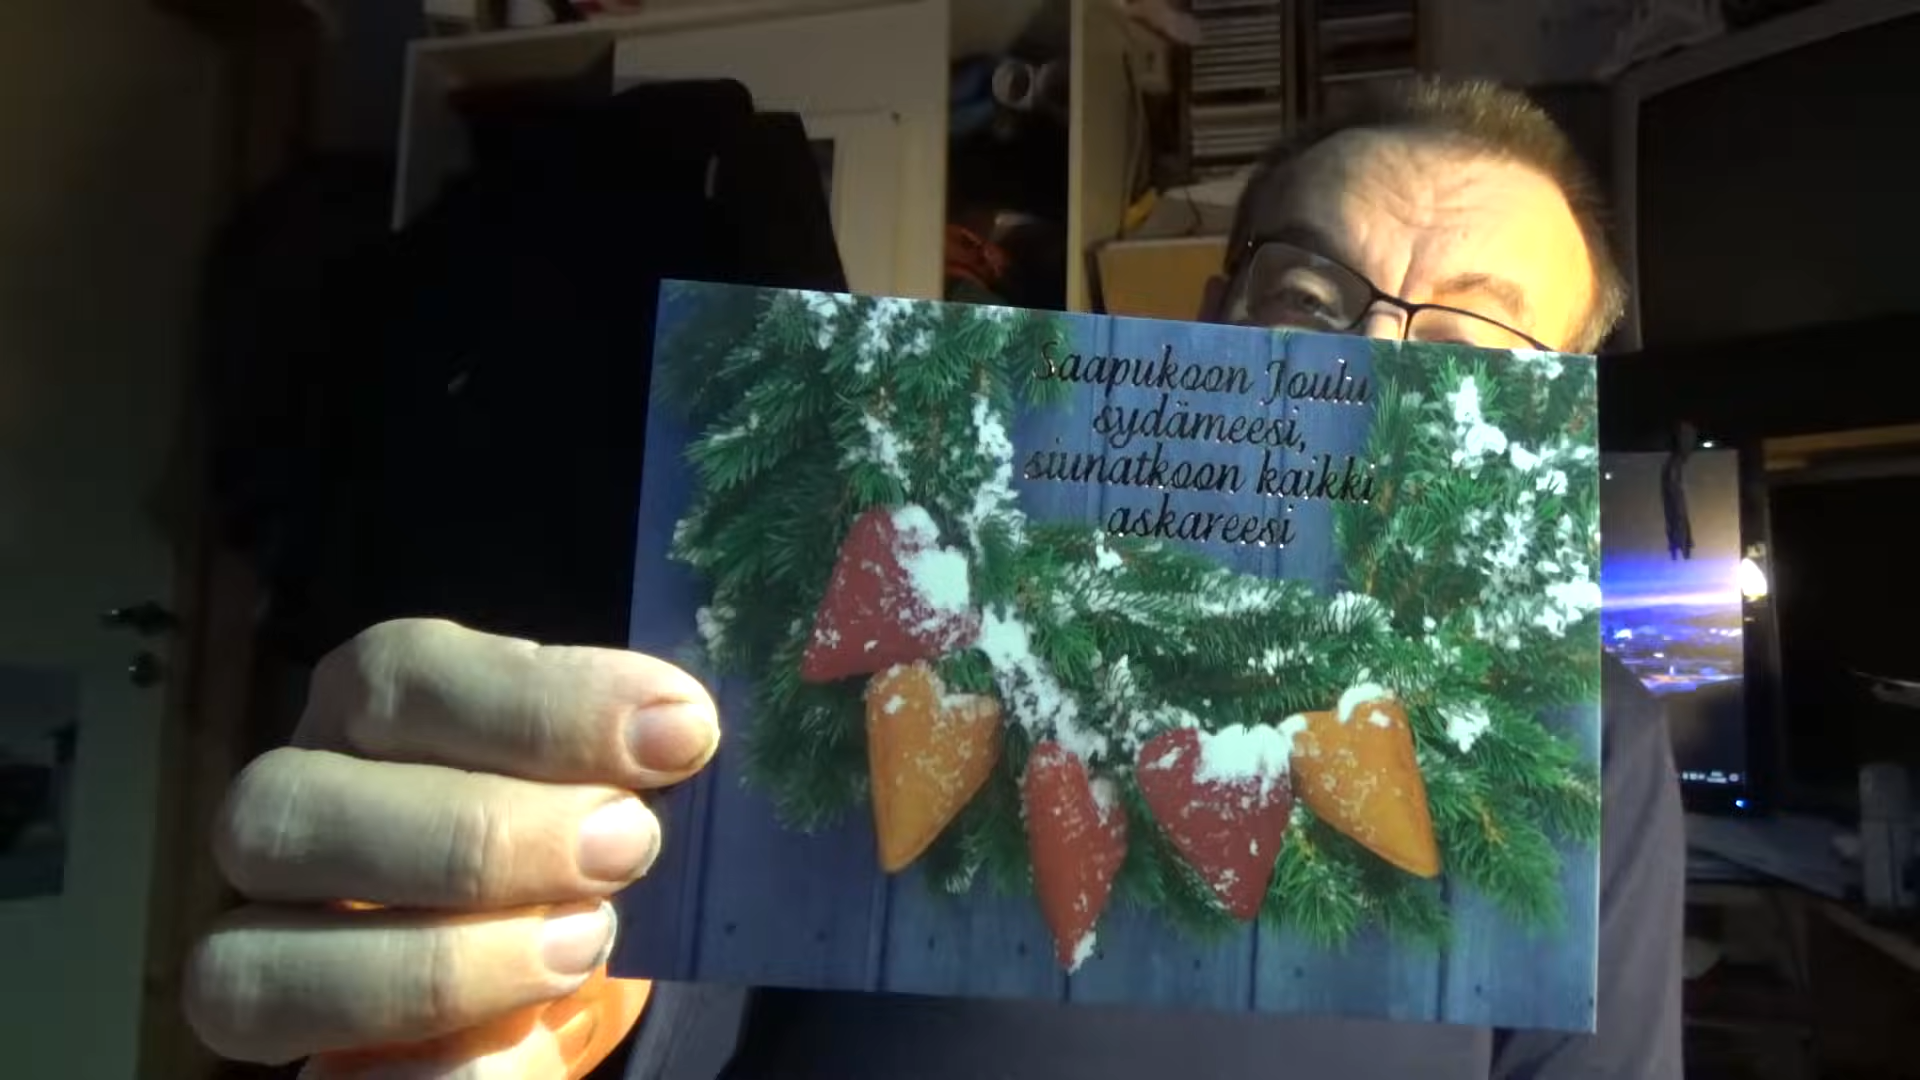 Saapukoon Joulu
sydämeesi,
siunatkoon kaikki
askareesi